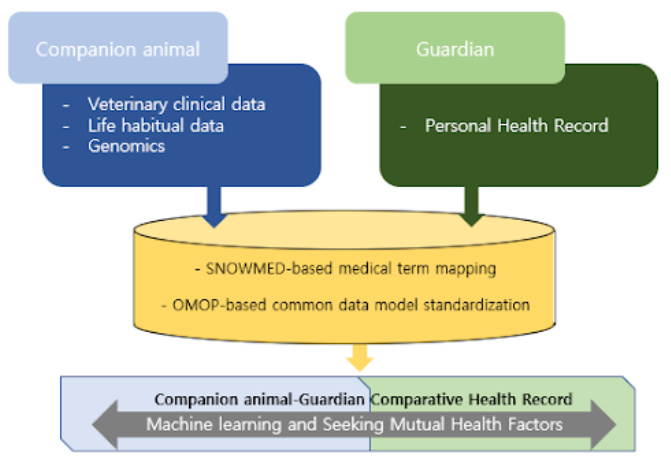 Companion animal
- Veterinary clinical data
- Life habitual data
- Genomics
Guardian
- Personal Health Record
- SNOWMED-based medical term mapping
- OMOP-based common data model standardization
Companion animal-Guardian Comparative Health Record
Machine learning and Seeking Mutual Health Factors